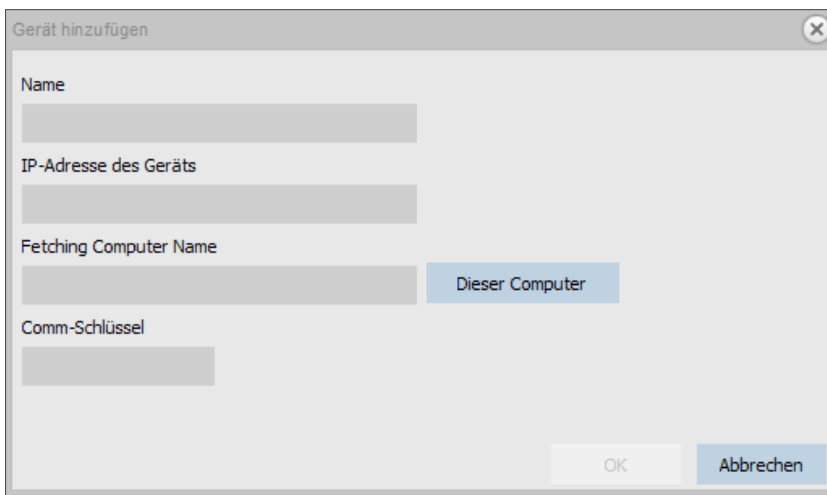 Gerät hinzufügen
Name
IP-Adresse des Geräts
Fetching Computer Name
Dieser Computer
Comm-Schlüssel
OK
Abbrechen